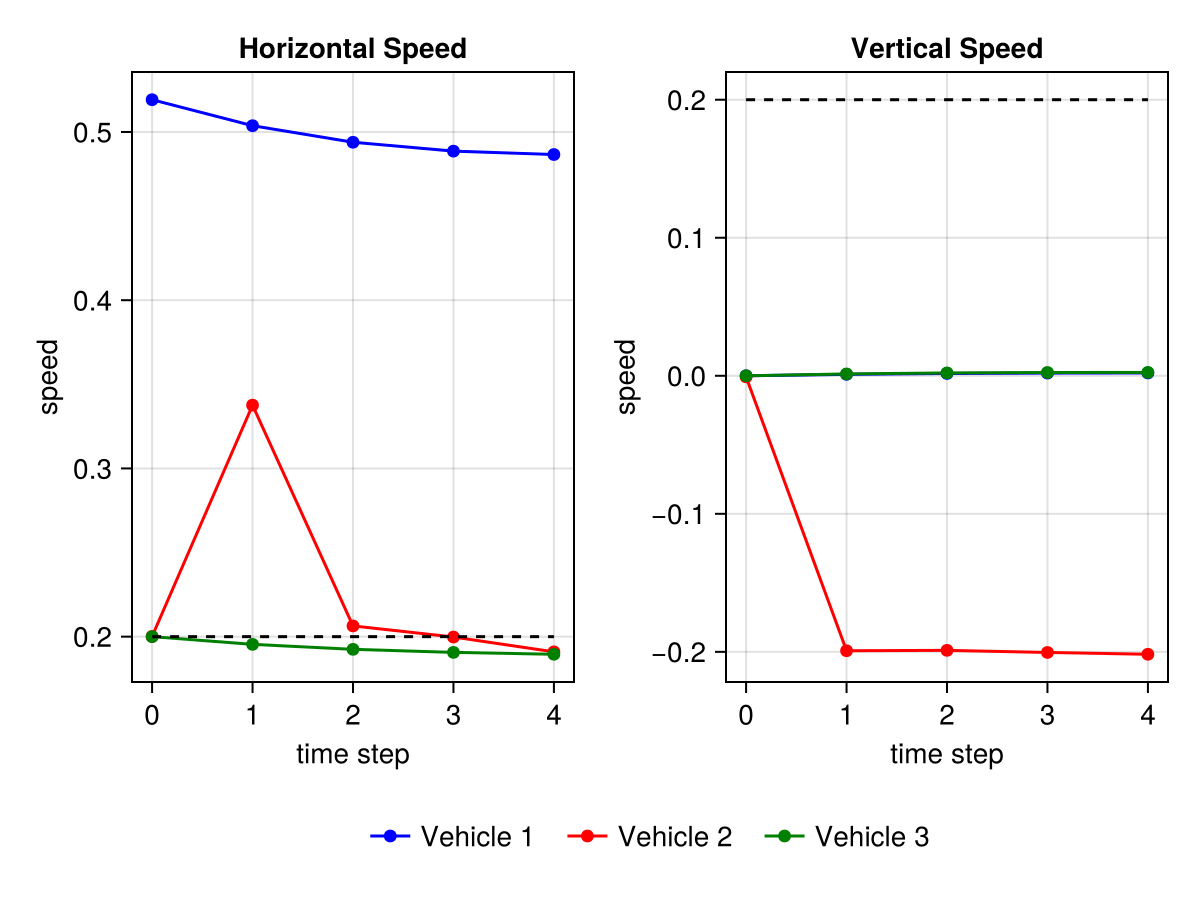 Horizontal Speed
speed
0.5
0.4
0.3
0.2
0 1 2 3 4
time step
Vertical Speed
speed
0.2
0.1
0.0
−0.1
−0.2
0 1 2 3 4
time step
Vehicle 1 Vehicle 2 Vehicle 3